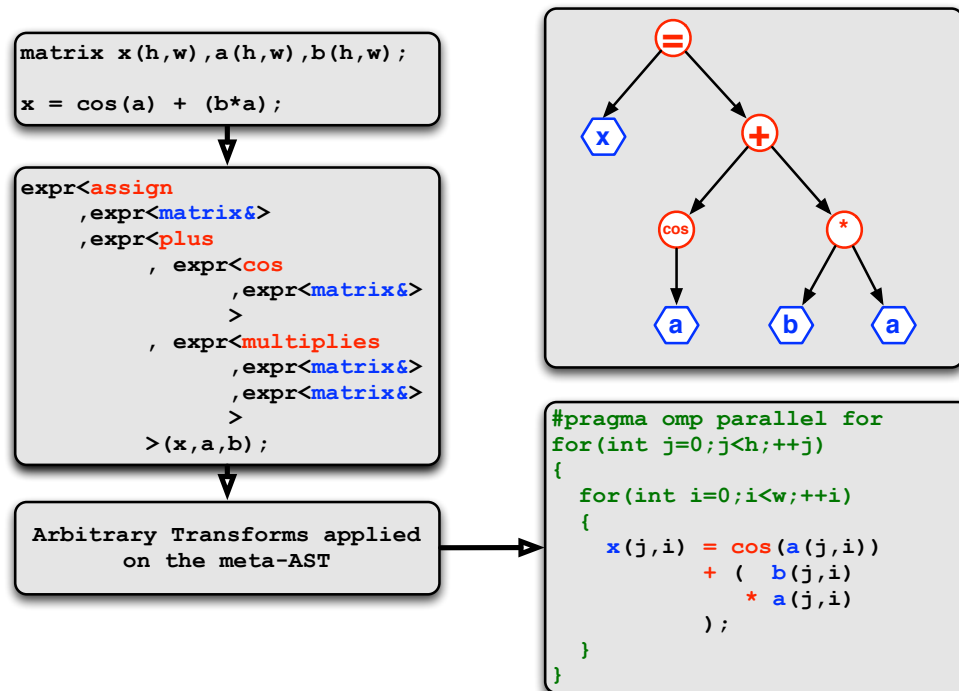 matrix x(h,w),a(h,w),b(h,w);
x = cos(a) + (b*a);
expr<assign
,expr<matrix&>
,expr<plus
, expr<cos
,expr<matrix&>
>
, expr<multiplies
,expr<matrix&>
,expr<matrix&>
>
>(x,a,b);
Arbitrary Transforms applied
on the meta-AST
=
x
+
cos
*
a
b
a
#pragma omp parallel for
for(int j=0;j<h;++j)
{
for(int i=0;i<w;++i)
{
x(j,i) = cos(a(j,i))
+ ( b(j,i)
* a(j,i)
);
}
}